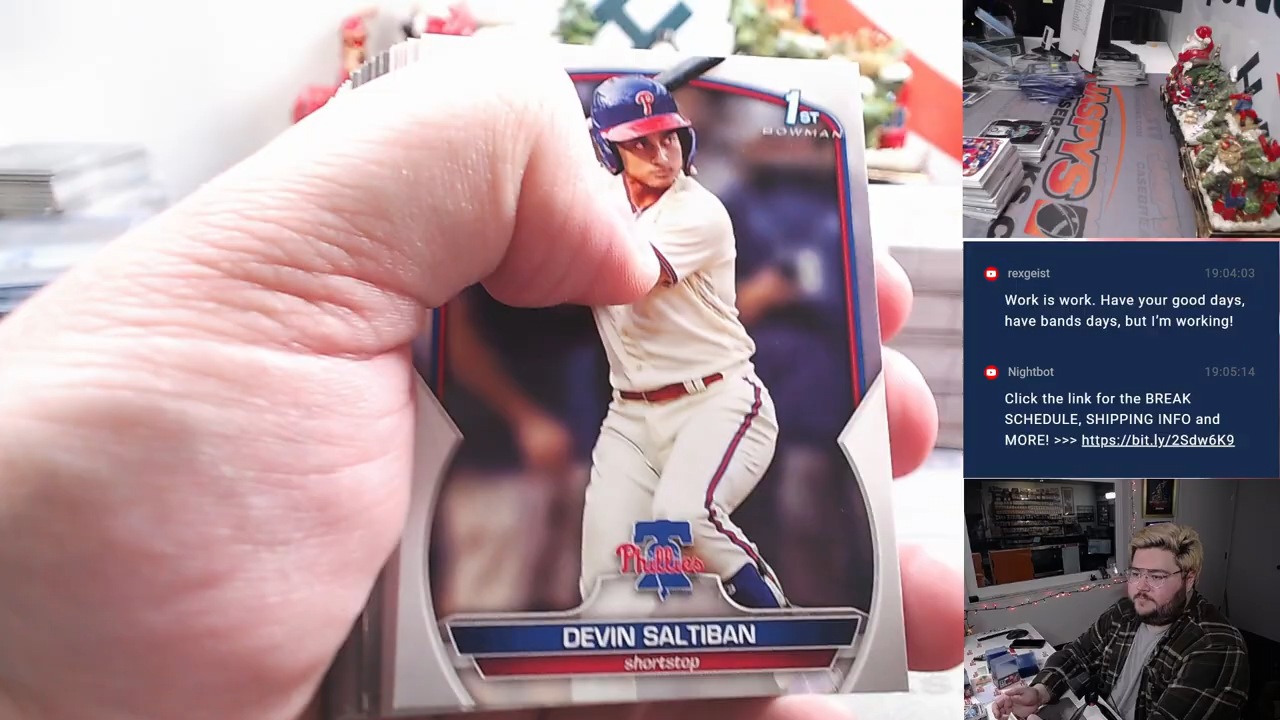 1ST
BOWMAN
P
Phillies
DEVIN SALTIBAN
shortstop
JASPYS
rexgeist 19:04:03
Work is work. Have your good days,
have bands days, but I'm working!
Nightbot 19:05:14
Click the link for the BREAK
SCHEDULE, SHIPPING INFO and
MORE! >>> https://bit.ly/2Sdw6K9